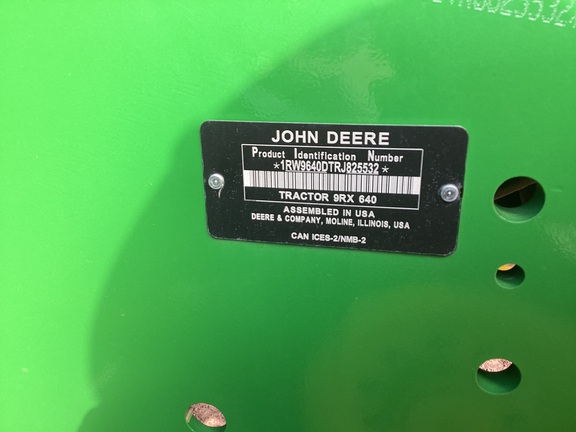 JOHN DEERE
Product Identification Number
*1RW9640DTRJ825532*
TRACTOR 9RX 640
ASSEMBLED IN USA
DEERE & COMPANY, MOLINE, ILLINOIS, USA
CAN ICES-2/NMB-2